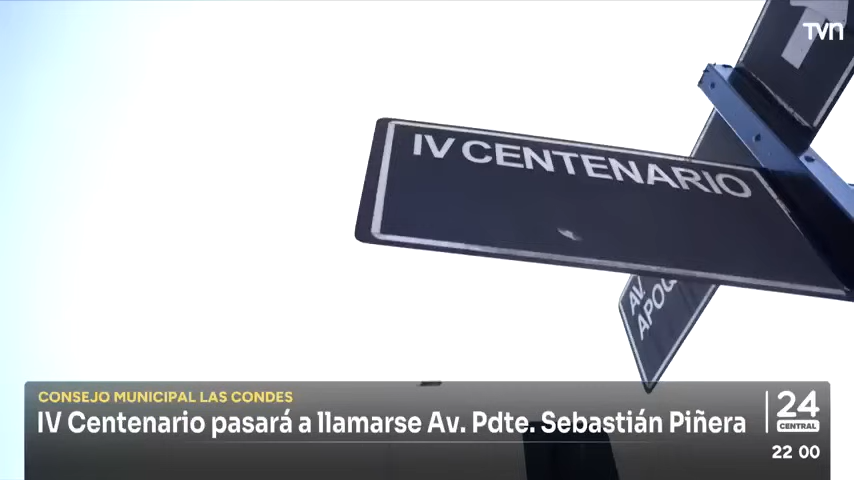 TVN
IV CENTENARIO
AV
CONSEJO MUNICIPAL LAS CONDES
IV Centenario pasará a llamarse Av. Pdte. Sebastián Piñera
24
CENTRAL
22 00